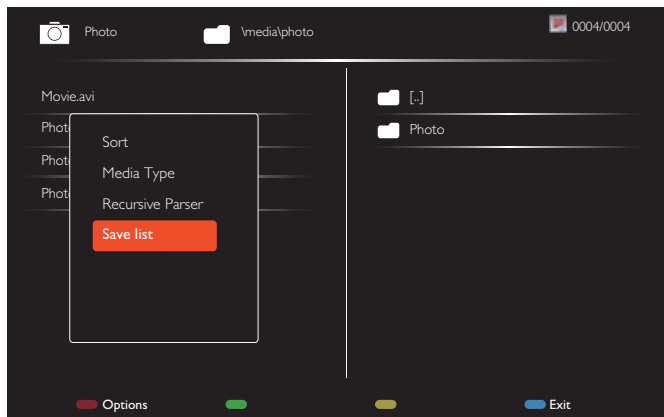 Photo \media\photo 0004/0004
Movie.avi
[..]
Phot
Photo
Phot
Phot
Sort
Media Type
Recursive Parser
Save list
Options Exit